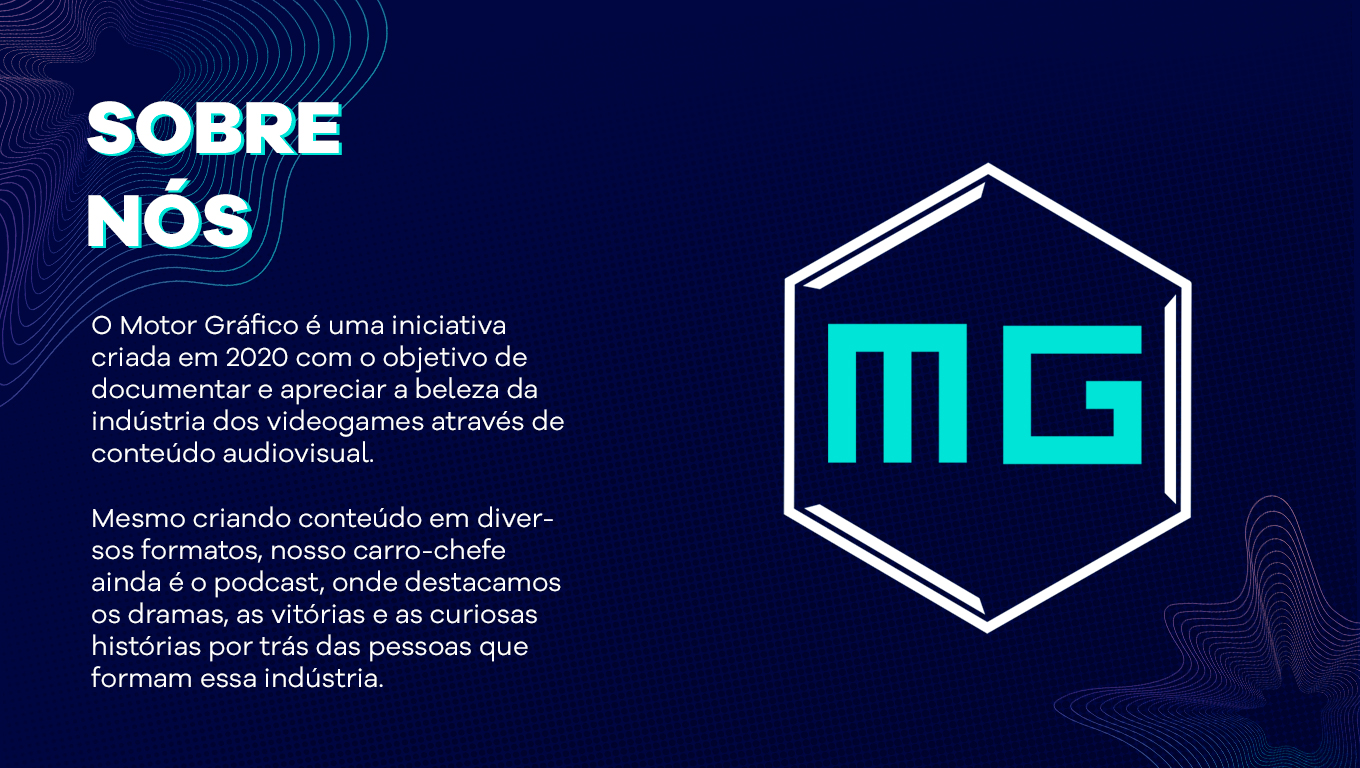 SOBRE
NÓS
O Motor Gráfico é uma iniciativa
criada em 2020 com o objetivo de
documentar e apreciar a beleza da
indústria dos videogames através de
conteúdo audiovisual.
Mesmo criando conteúdo em diver-
sos formatos, nosso carro-chefe
ainda é o podcast, onde destacamos
os dramas, as vitórias e as curiosas
histórias por trás das pessoas que
formam essa indústria.
MG